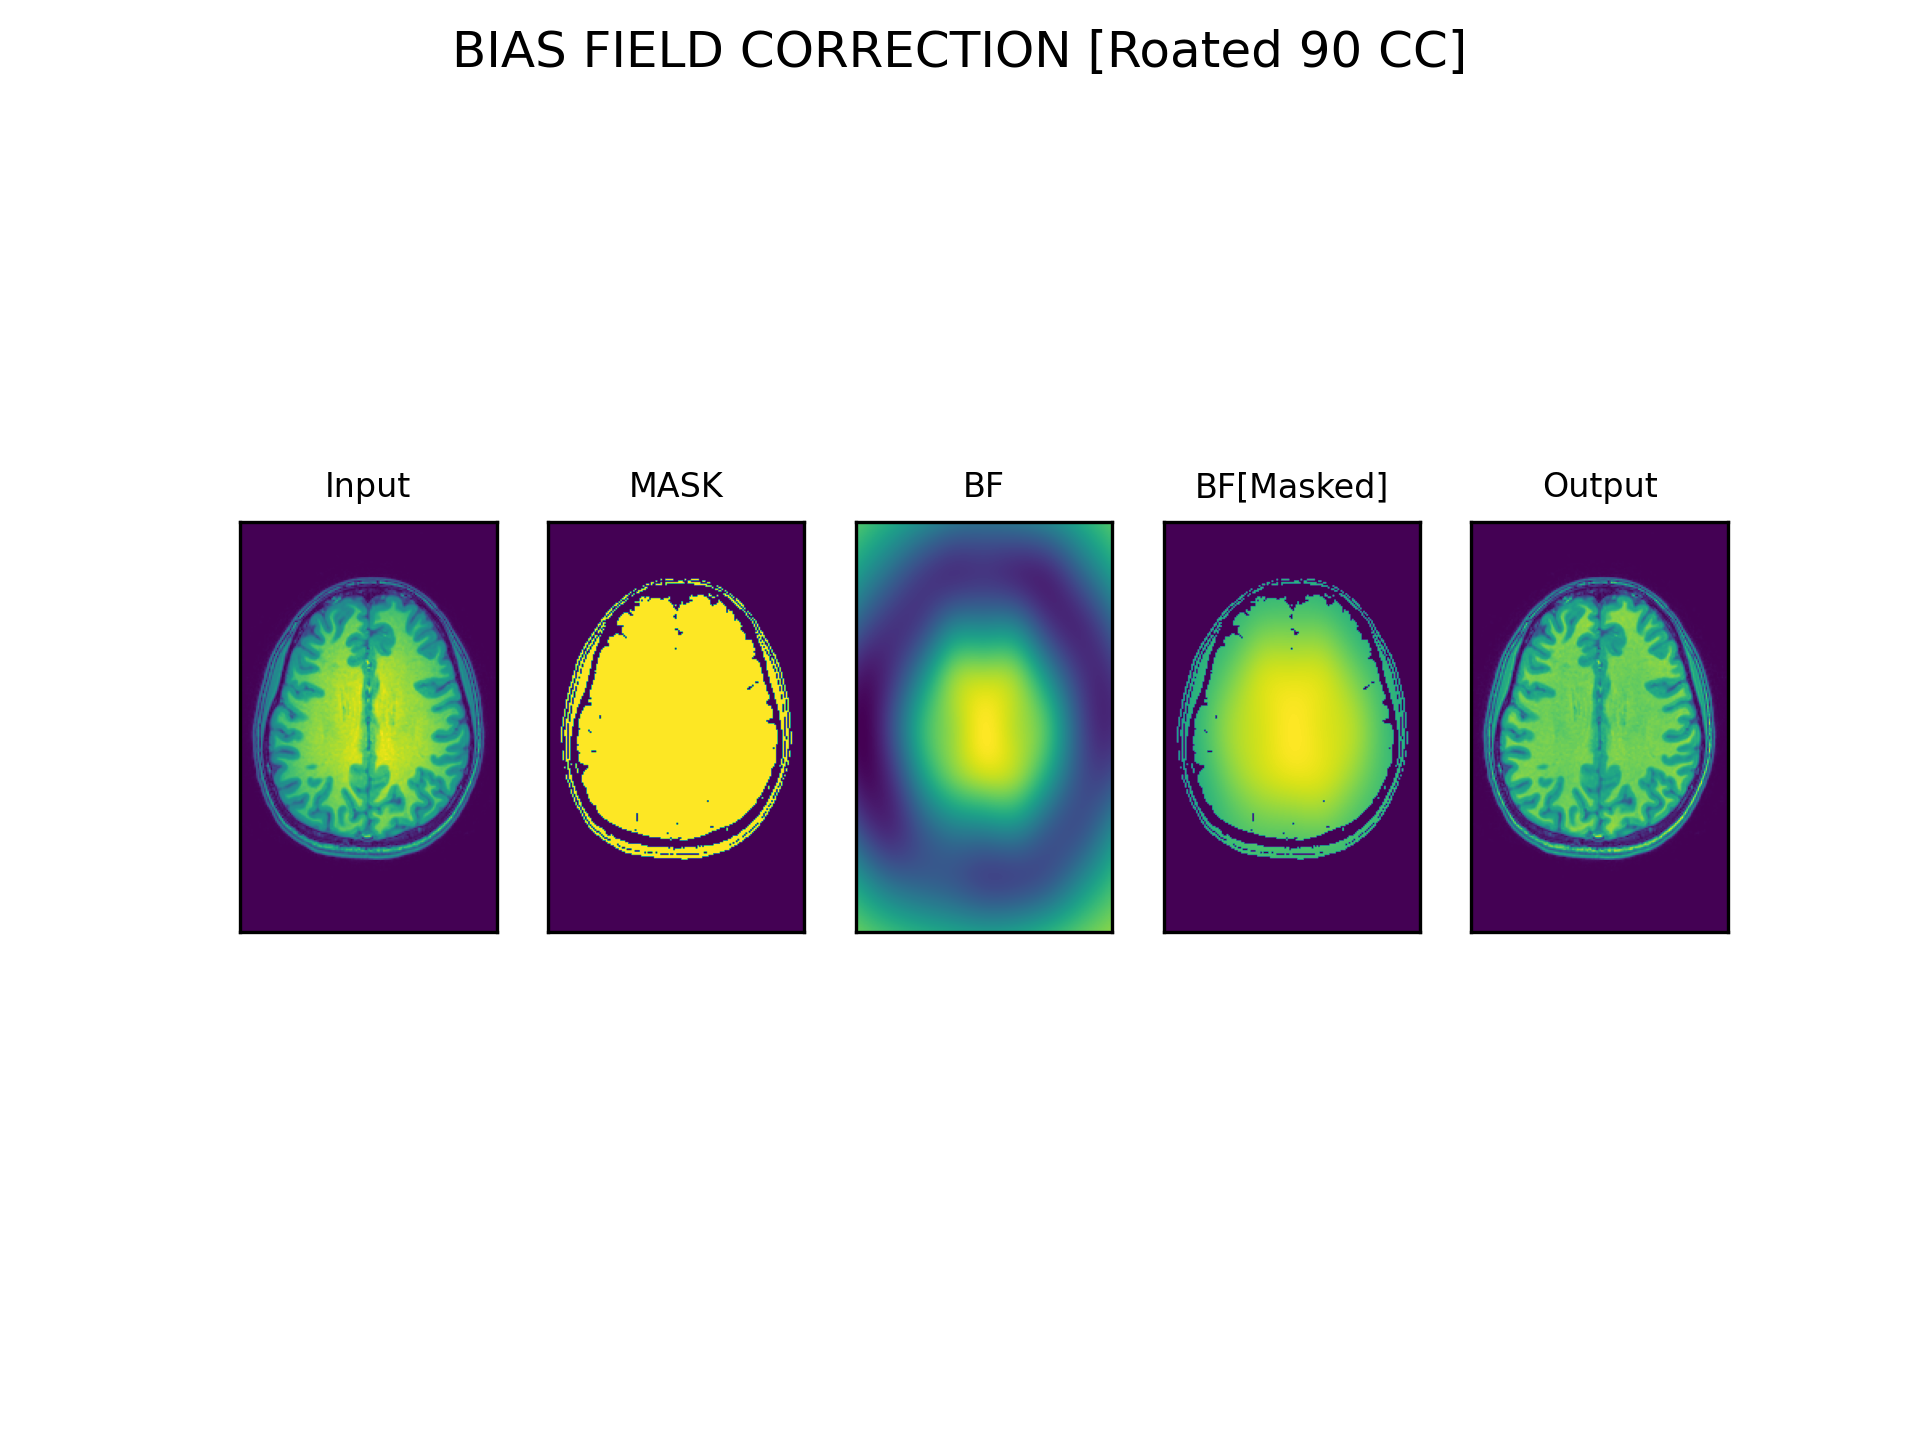 BIAS FIELD CORRECTION [Roated 90 CC]
Input
MASK
BF
BF[Masked]
Output